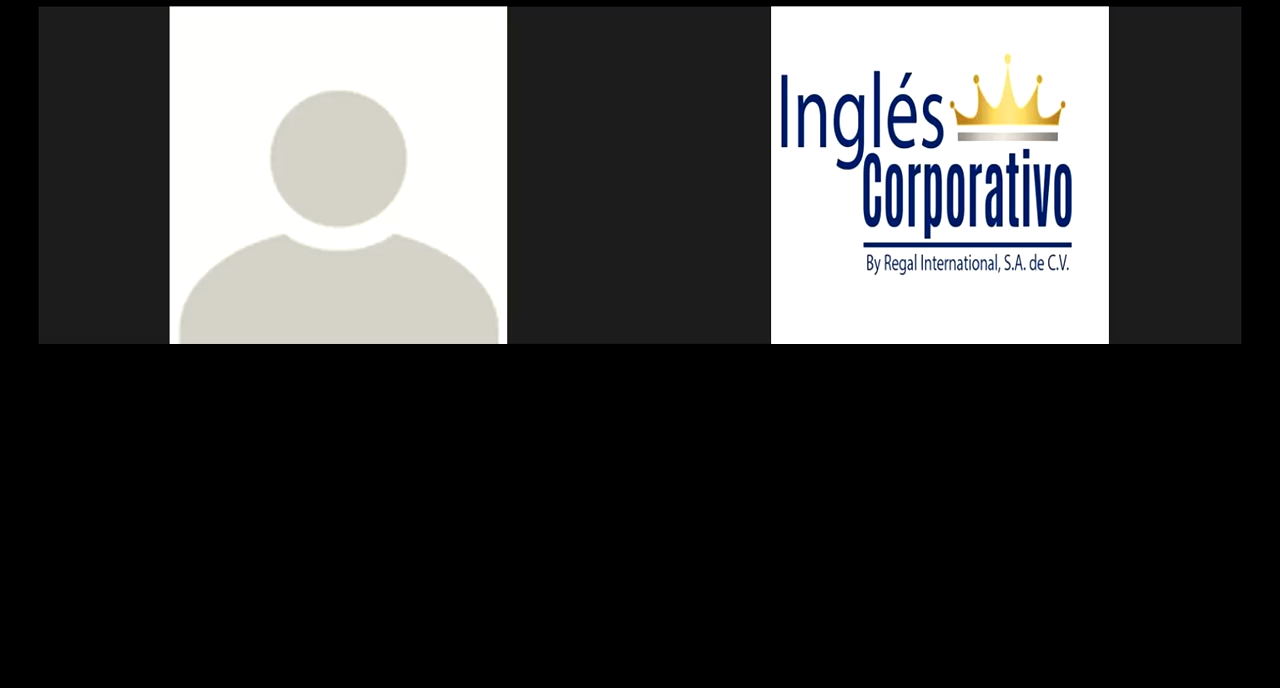 Inglés
Corporativo
By Regal International, S.A. de C.V.